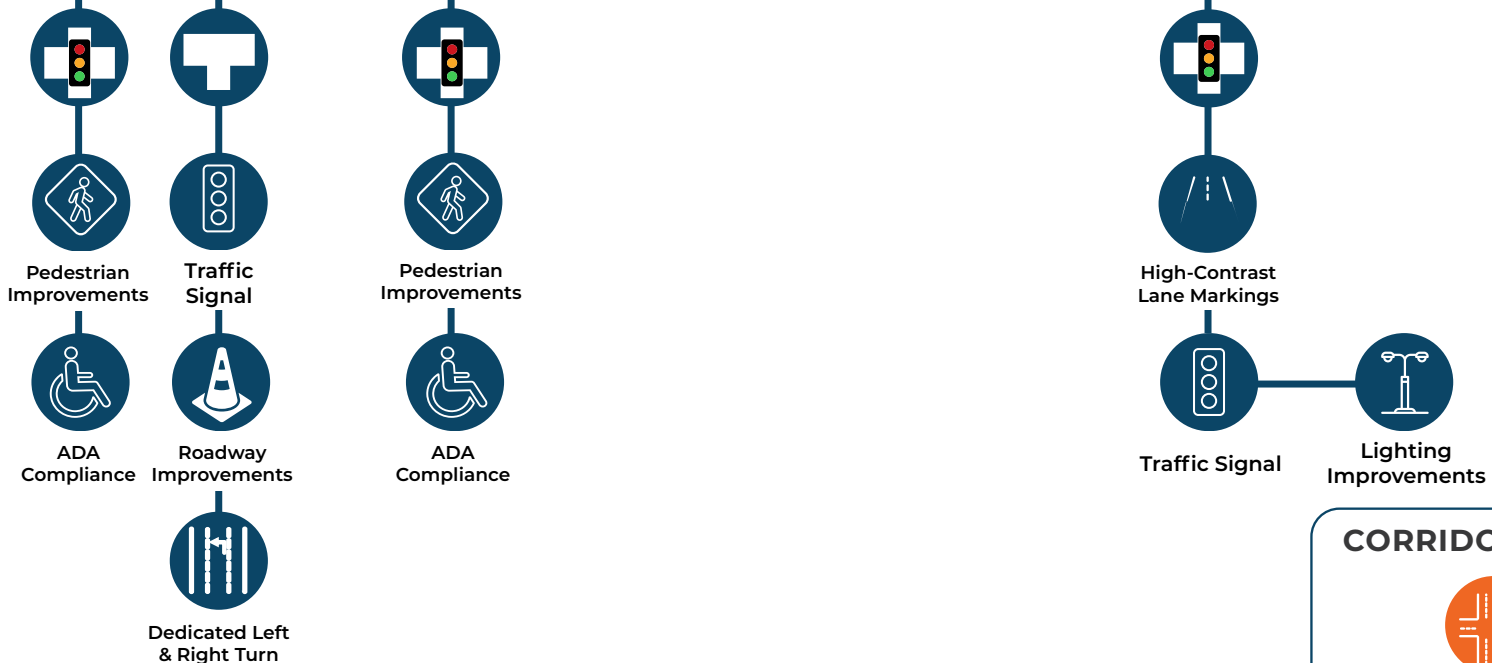 Pedestrian
Improvements
Traffic
Signal
Pedestrian
Improvements
High-Contrast
Lane Markings
ADA
Compliance
Roadway
Improvements
ADA
Compliance
Traffic Signal
Lighting
Improvements
Dedicated Left
& Right Turn